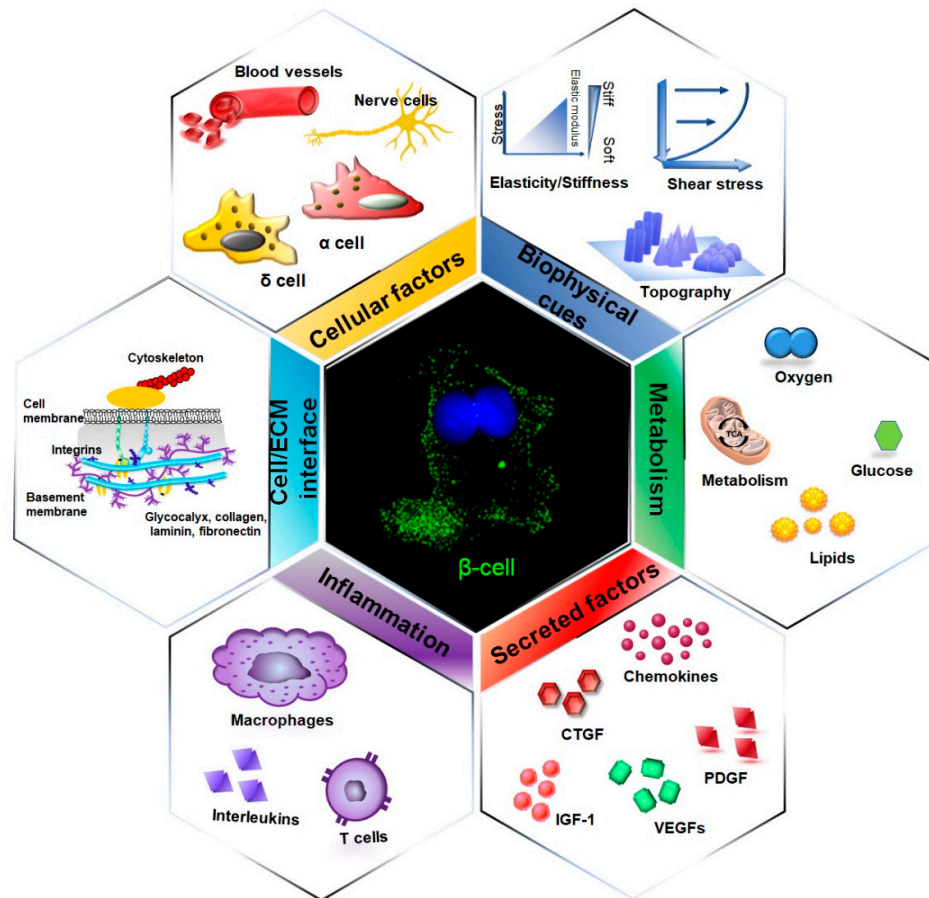 Blood vessels
Nerve cells
α cell
δ cell
Cellular factors
Stress
Elastic modulus
Stiff
Soft
Elasticity/Stiffness
Shear stress
Topography
Biophysical
cues
Oxygen
TCA
Metabolism
Glucose
Lipids
Metabolism
Cytoskeleton
Cell
membrane
Integrins
Basement
membrane
Glycocalyx, collagen,
laminin, fibronectin
Cell/ECM
interface
β-cell
Inflammation
Macrophages
Interleukins
T cells
Secreted factors
Chemokines
CTGF
PDGF
IGF-1
VEGFs